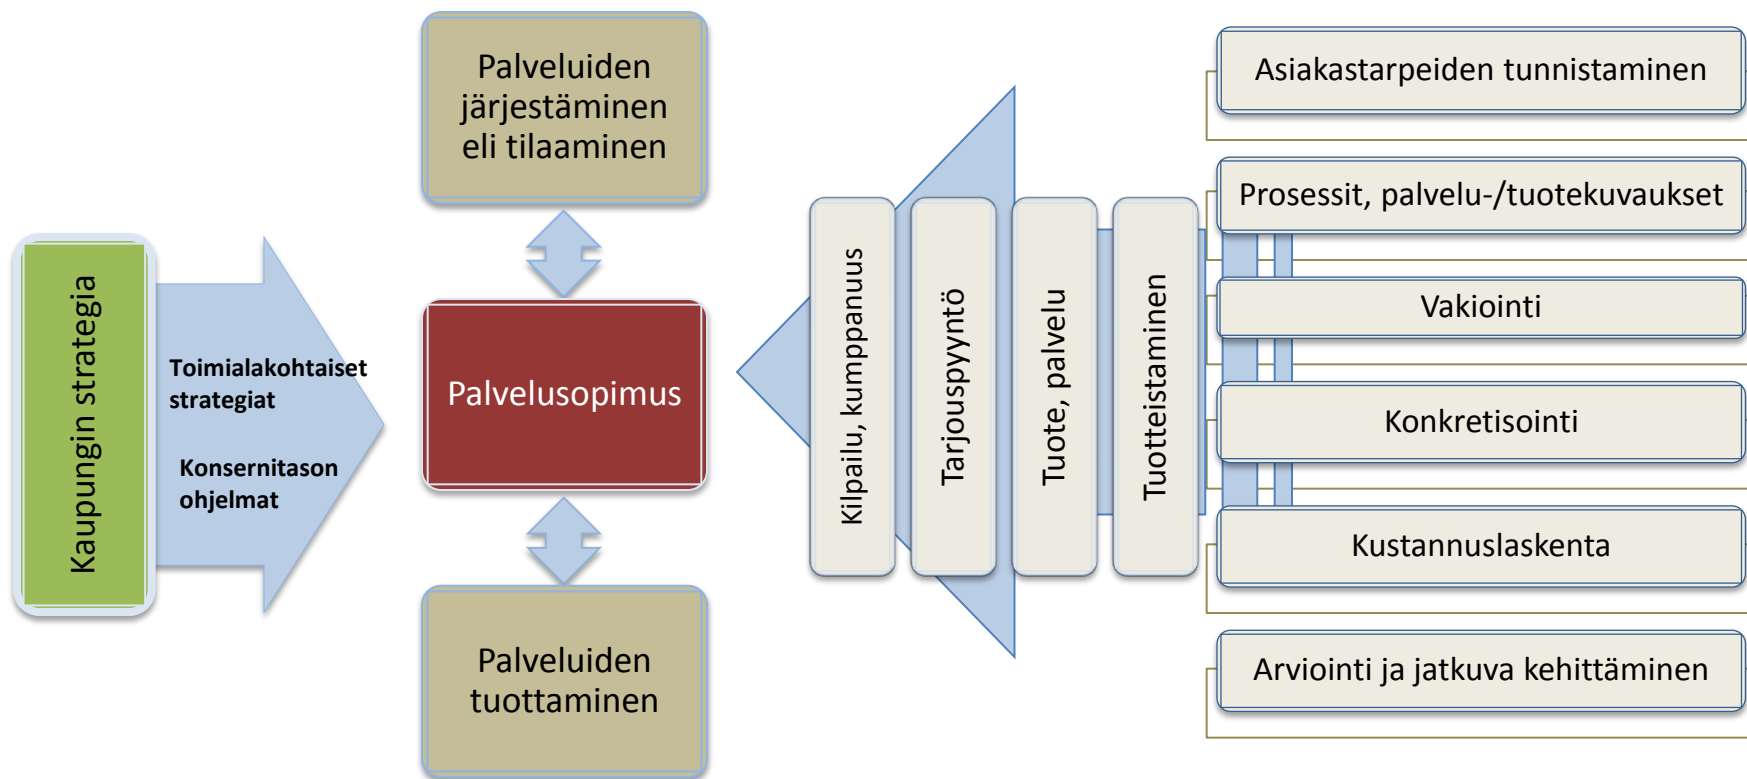 Kaupungin strategia
Toimialakohtaiset
strategiat
Konsernitason
ohjelmat
Palveluiden
järjestäminen
eli tilaaminen
Palvelusopimus
Palveluiden
tuottaminen
Kilpailu, kumppanuus
Tarjouspyyntö
Tuote, palvelu
Tuotteistaminen
Asiakastarpeiden tunnistaminen
Prosessit, palvelu-/tuotekuvaukset
Vakiointi
Konkretisointi
Kustannuslaskenta
Arviointi ja jatkuva kehittäminen